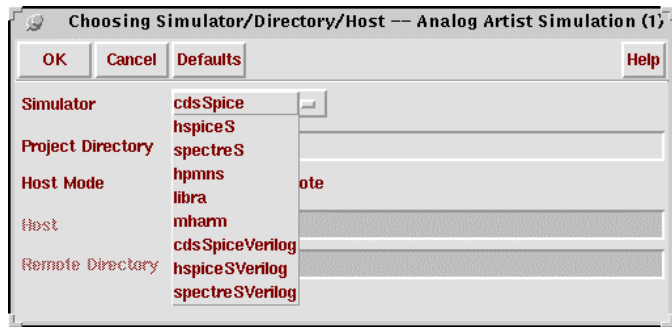 Choosing Simulator/Directory/Host -- Analog Artist Simulation (1)
OK Cancel Defaults Help
Simulator cdsSpice
hspiceS
Project Directory spectreS
Host Mode hpmns ote
libra
Host mharm
cdsSpiceVerilog
Remote Directory hspiceSVerilog
spectreSVerilog